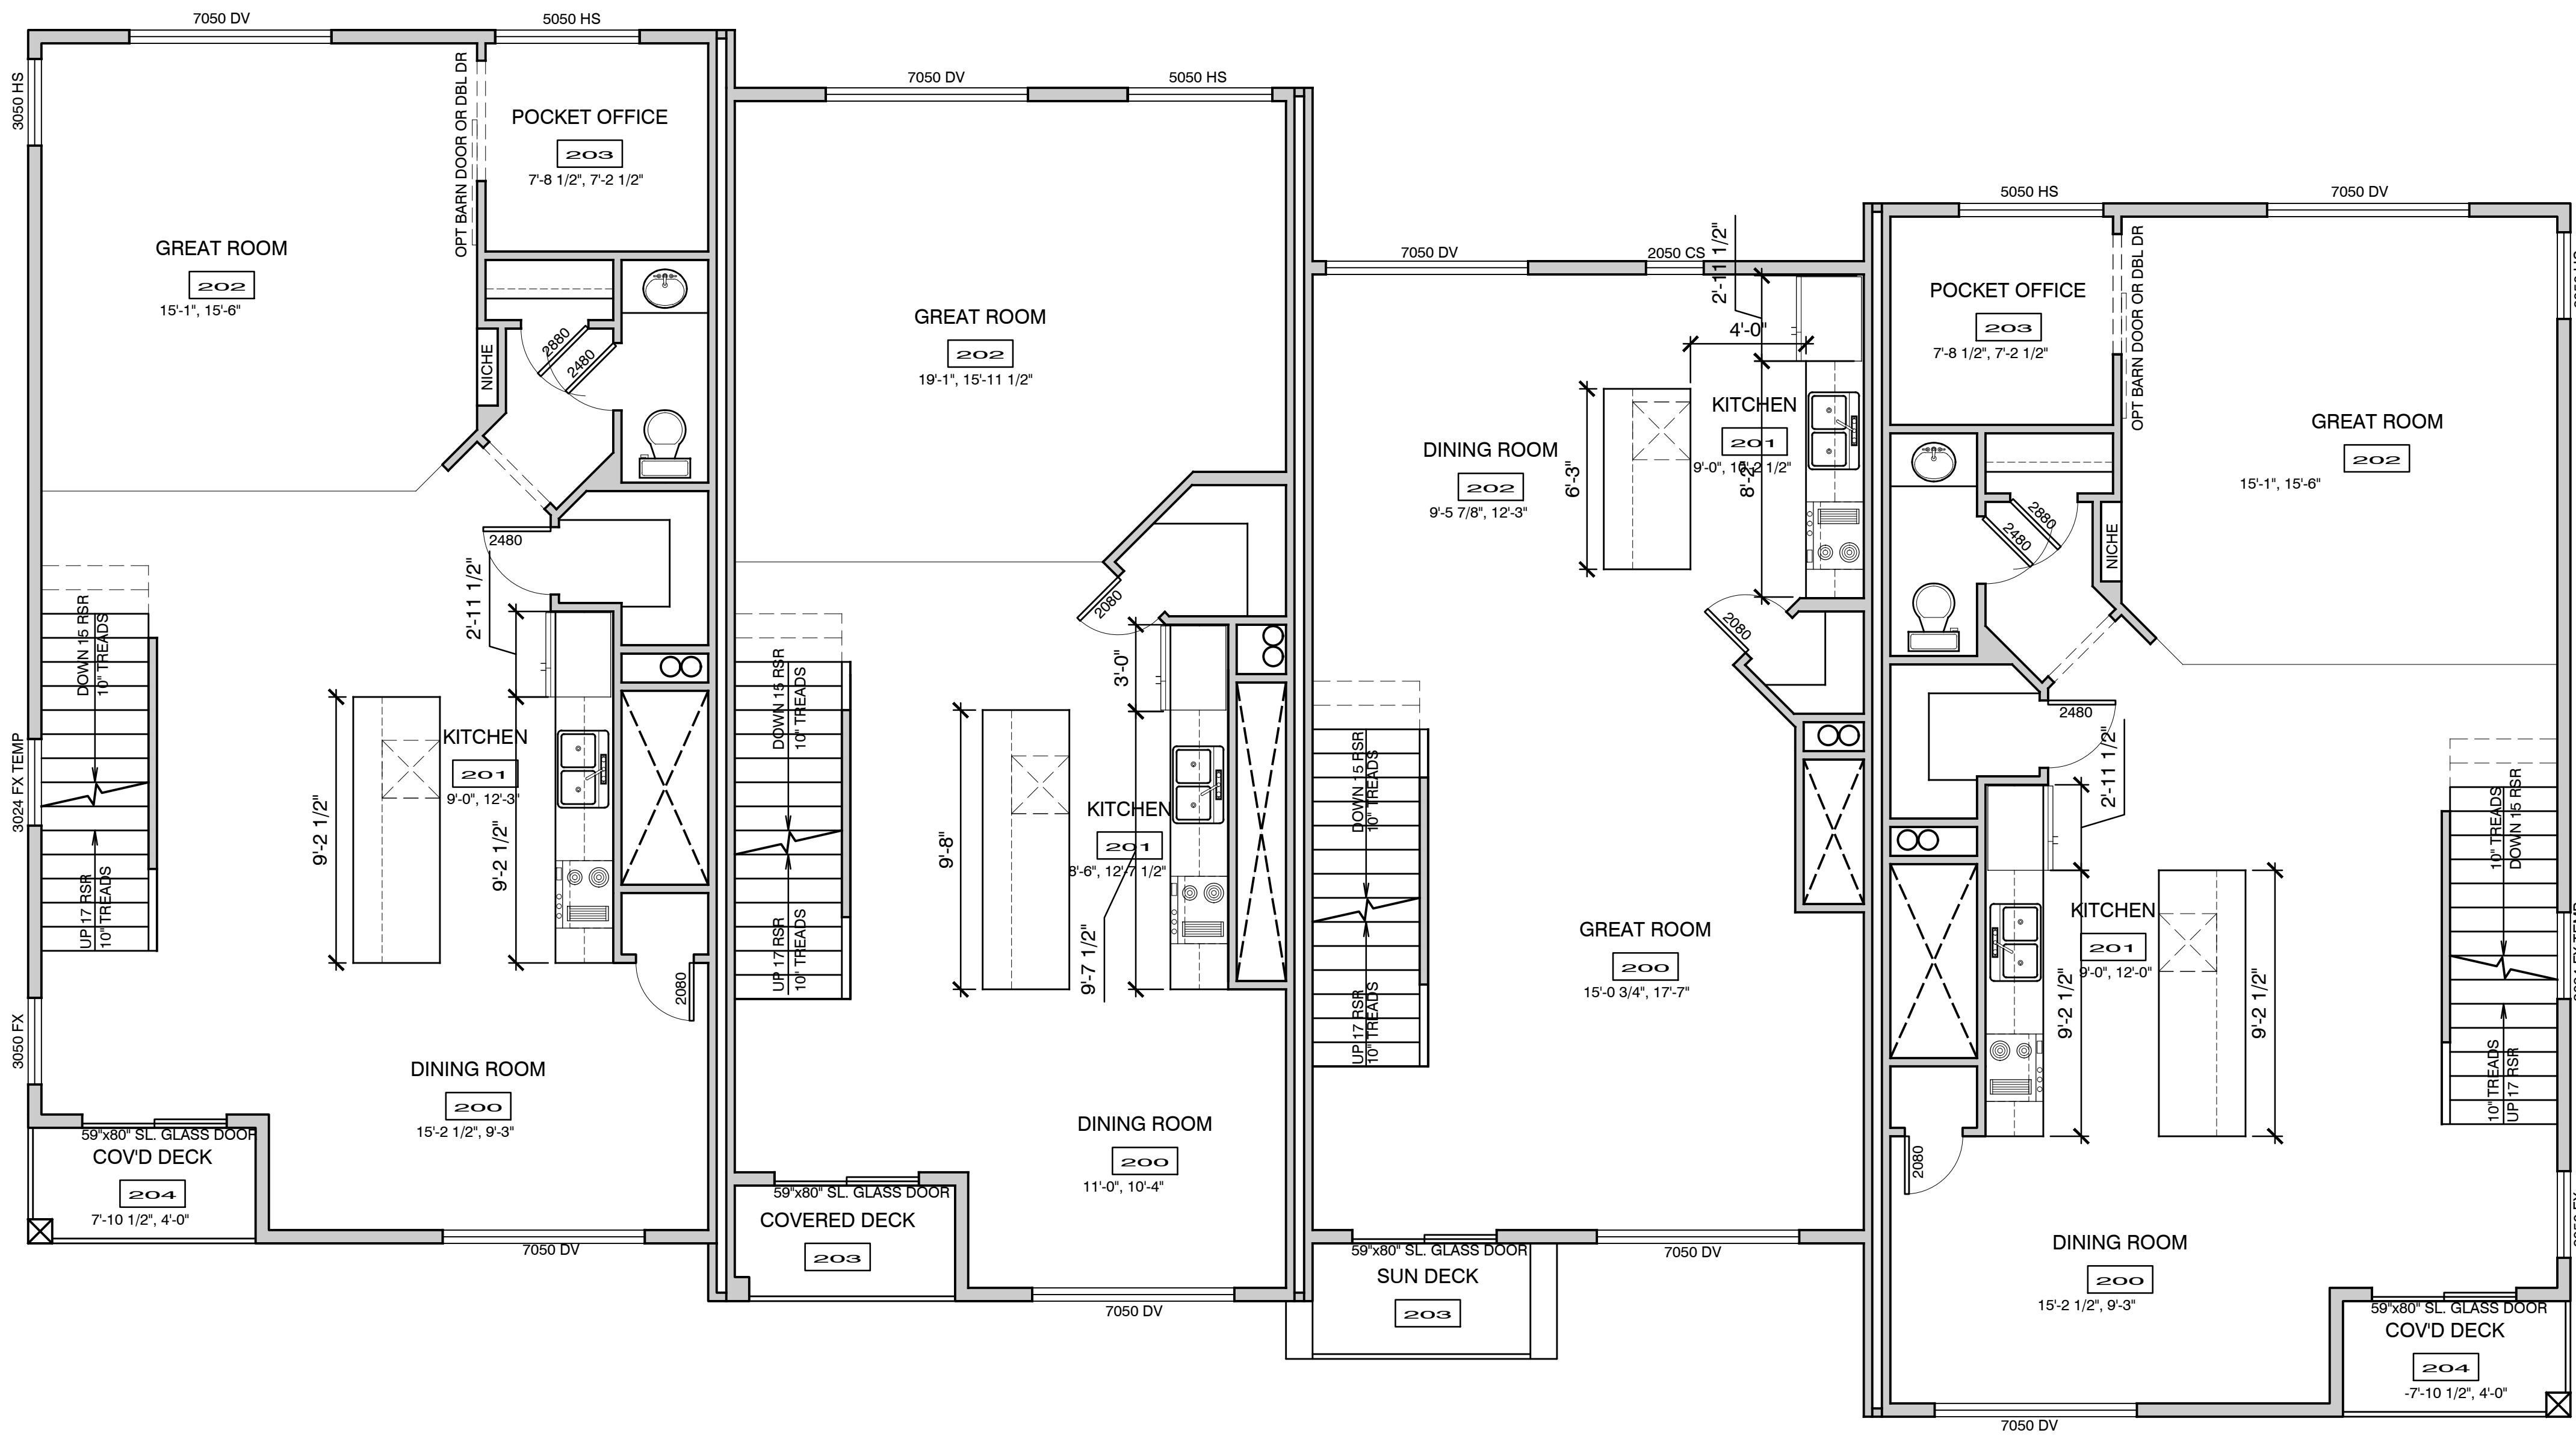 7050 DV
5050 HS
3050 HS
OPT BARN DOOR OR DBL DR
POCKET OFFICE
203
7'-8 1/2", 7'-2 1/2"
GREAT ROOM
202
15'-1", 15'-6"
NICHE
2880
2480
2480
2'-11 1/2"
DOWN 15 RSR
10" TREADS
3024 FX TEMP
KITCHEN
201
9'-0", 12'-3"
9'-2 1/2"
9'-2 1/2"
UP 17 RSR
10" TREADS
2080
3050 FX
DINING ROOM
200
15'-2 1/2", 9'-3"
59"x80" SL. GLASS DOOR
COV'D DECK
204
7'-10 1/2", 4'-0"
7050 DV
7050 DV
5050 HS
GREAT ROOM
202
19'-1", 15'-11 1/2"
2080
3'-0"
DOWN 15 RSR
10" TREADS
KITCHEN
201
8'-6", 12'-7 1/2"
9'-8"
9'-7 1/2"
UP 17 RSR
10" TREADS
DINING ROOM
200
11'-0", 10'-4"
59"x80" SL. GLASS DOOR
COVERED DECK
203
7050 DV
7050 DV
2050 CS
2'-11 1/2"
4'-0"
KITCHEN
201
DINING ROOM
202
9'-5 7/8", 12'-3"
6'-3"
2080
DOWN 15 RSR
10" TREADS
GREAT ROOM
200
15'-0 3/4", 17'-7"
UP 17 RSR
10" TREADS
59"x80" SL. GLASS DOOR
SUN DECK
203
7050 DV
5050 HS
7050 DV
POCKET OFFICE
203
7'-8 1/2", 7'-2 1/2"
OPT BARN DOOR OR DBL DR
GREAT ROOM
202
15'-1", 15'-6"
2880
2480
NICHE
2480
2'-11 1/2"
10" TREADS
DOWN 15 RSR
KITCHEN
201
9'-0", 12'-0"
9'-2 1/2"
9'-2 1/2"
10" TREADS
UP 17 RSR
2080
DINING ROOM
200
15'-2 1/2", 9'-3"
59"x80" SL. GLASS DOOR
COV'D DECK
204
-7'-10 1/2", 4'-0"
7050 DV